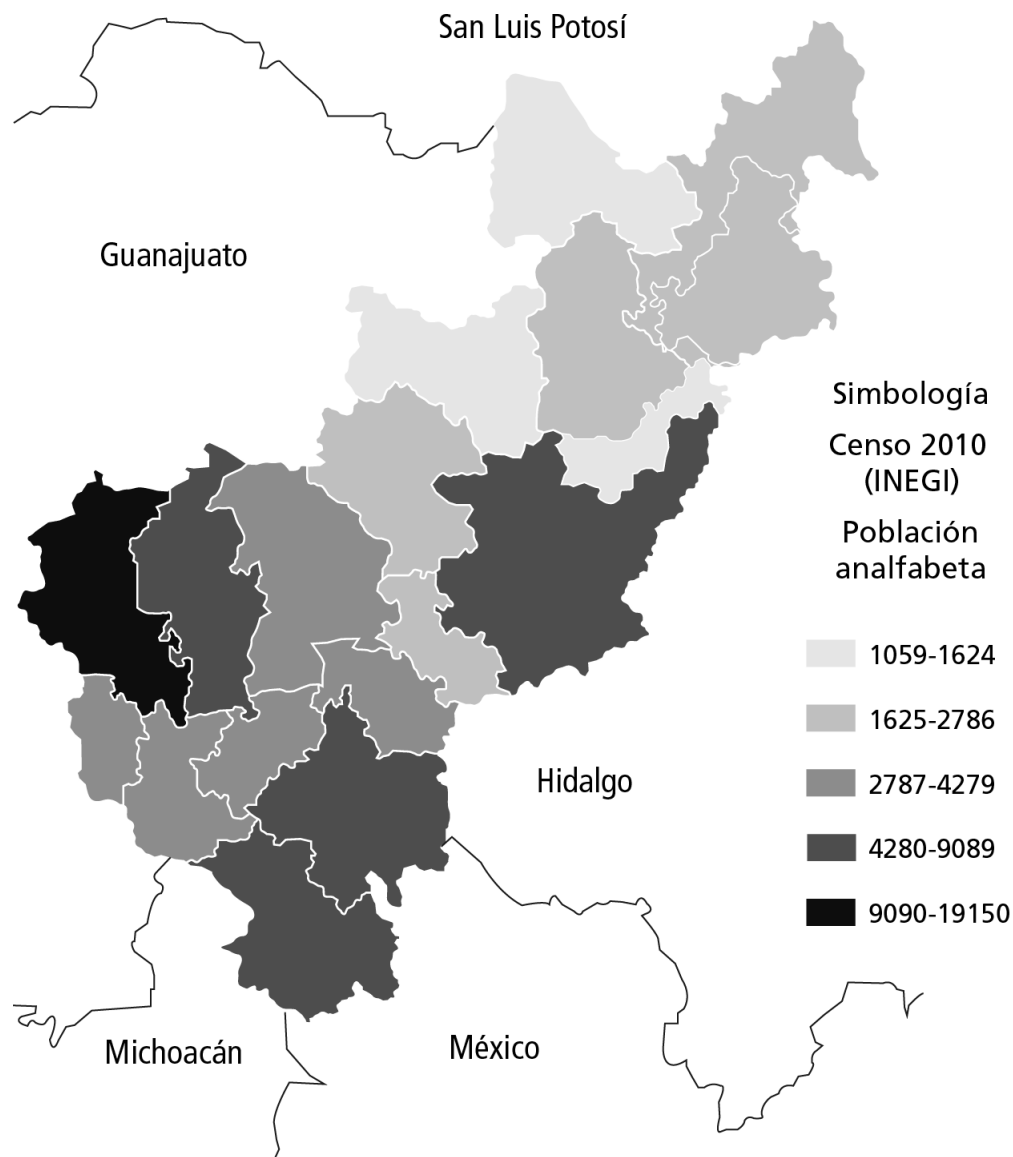 San Luis Potosí
Guanajuato
Simbología
Censo 2010
(INEGI)
Población
analfabeta
1059-1624
1625-2786
2787-4279
4280-9089
9090-19150
Hidalgo
Michoacán
México